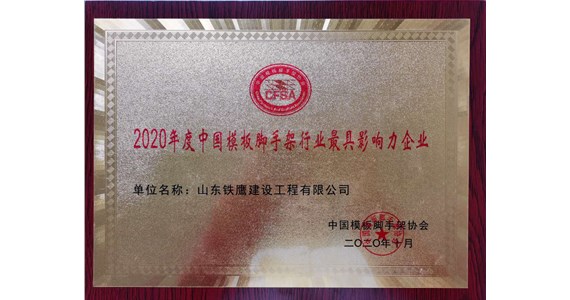 CFSA
2020年度中国模板脚手架行业最具影响力企业
单位名称：山东铁鹰建设工程有限公司
中国模板脚手架协会
二〇二〇年十月